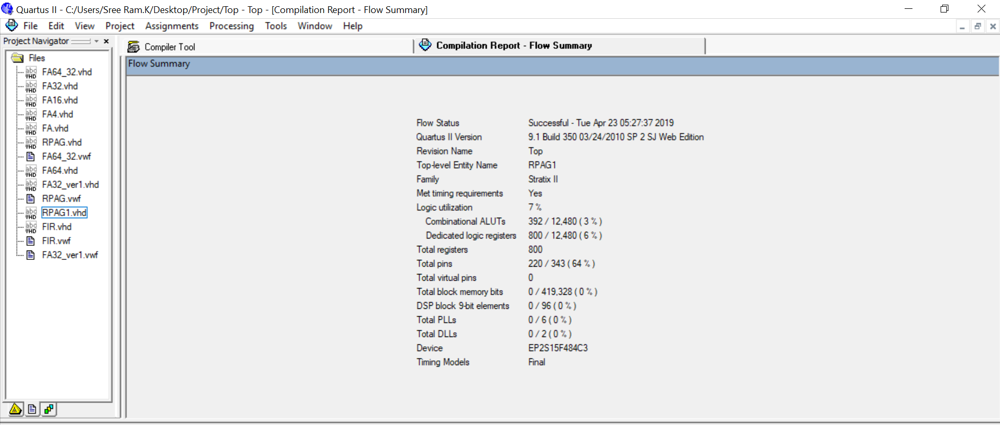 Quartus II - C:/Users/Sree Ram.K/Desktop/Project/Top - Top - [Compilation Report - Flow Summary]
File Edit View Project Assignments Processing Tools Window Help
Project Navigator
Files
FA64_32.vhd
FA32.vhd
FA16.vhd
FA4.vhd
FA.vhd
RPAG.vhd
FA64_32.vwf
FA64.vhd
FA32_ver1.vhd
RPAG.vwf
RPAG1.vhd
FIR.vhd
FIR.vwf
FA32_ver1.vwf
Compiler Tool
Compilation Report - Flow Summary
Flow Summary
Flow Status Successful - Tue Apr 23 05:27:37 2019
Quartus II Version 9.1 Build 350 03/24/2010 SP 2 SJ Web Edition
Revision Name Top
Top-level Entity Name RPAG1
Family Stratix II
Met timing requirements Yes
Logic utilization 7 %
Combinational ALUTs 392 / 12,480 ( 3 % )
Dedicated logic registers 800 / 12,480 ( 6 % )
Total registers 800
Total pins 220 / 343 ( 64 % )
Total virtual pins 0
Total block memory bits 0 / 419,328 ( 0 % )
DSP block 9-bit elements 0 / 96 ( 0 % )
Total PLLs 0 / 6 ( 0 % )
Total DLLs 0 / 2 ( 0 % )
Device EP2S15F484C3
Timing Models Final